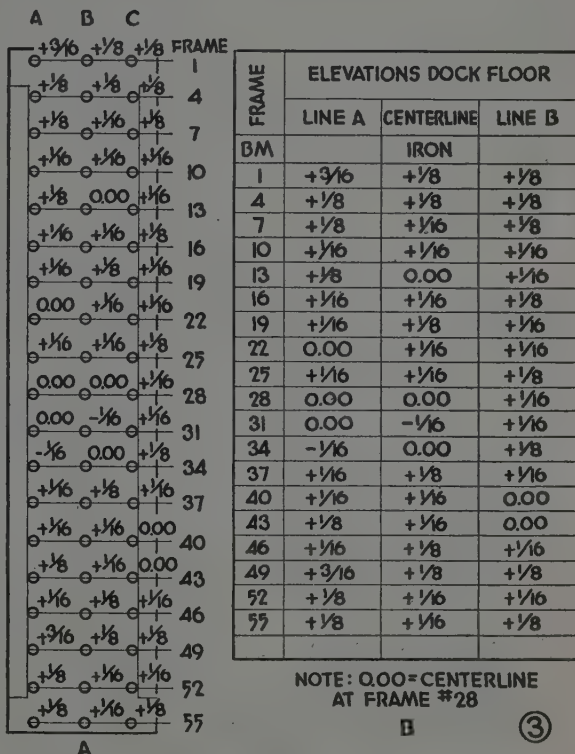 A B C
+3/16 +1/8 +1/8 FRAME
1
+1/8 +1/8 +1/8 4
+1/8 +1/16 +1/8 7
+1/16 +1/16 +1/16 10
+1/8 0.00 +1/16 13
+1/16 +1/16 +1/8 16
+1/16 +1/8 +1/16 19
0.00 +1/16 +1/16 22
+1/16 +1/16 +1/8 25
0.00 0.00 +1/16 28
0.00 -1/16 +1/16 31
-1/16 0.00 +1/8 34
+1/16 +1/8 +1/16 37
+1/16 +1/16 0.00 40
+1/8 +1/16 0.00 43
+1/16 +1/8 +1/16 46
+3/16 +1/8 +1/8 49
+1/8 +1/16 +1/16 52
+1/8 +1/16 +1/8 55
A
FRAME ELEVATIONS DOCK FLOOR
LINE A CENTERLINE LINE B
BM IRON
1 +3/16 +1/8 +1/8
4 +1/8 +1/8 +1/8
7 +1/8 +1/16 +1/8
10 +1/16 +1/16 +1/16
13 +1/8 0.00 +1/16
16 +1/16 +1/16 +1/8
19 +1/16 +1/8 +1/16
22 0.00 +1/16 +1/16
25 +1/16 +1/16 +1/8
28 0.00 0.00 +1/16
31 0.00 -1/16 +1/16
34 -1/16 0.00 +1/8
37 +1/16 +1/8 +1/16
40 +1/16 +1/16 0.00
43 +1/8 +1/16 0.00
46 +1/16 +1/8 +1/16
49 +3/16 +1/8 +1/8
52 +1/8 +1/16 +1/16
55 +1/8 +1/16 +1/8
NOTE: 0.00=CENTERLINE
AT FRAME #28
B 3